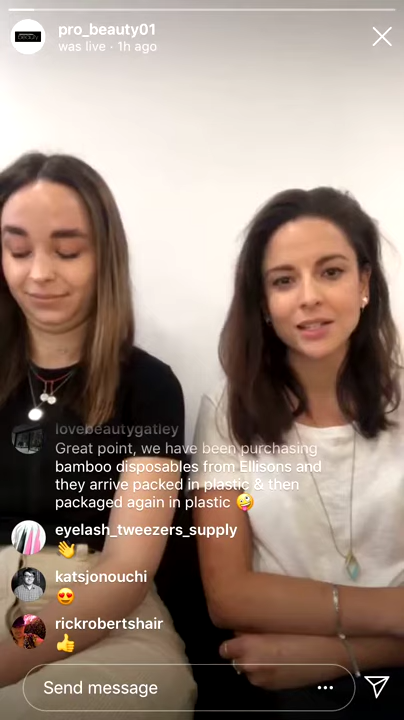 pro_beauty01
was live · 1h ago
lovebeautygatley
Great point, we have been purchasing
bamboo disposables from Ellisons and
they arrive packed in plastic & then
packaged again in plastic 🤪
eyelash_tweezers_supply
👋
katsjonouchi
😍
rickrobertshair
👍
Send message